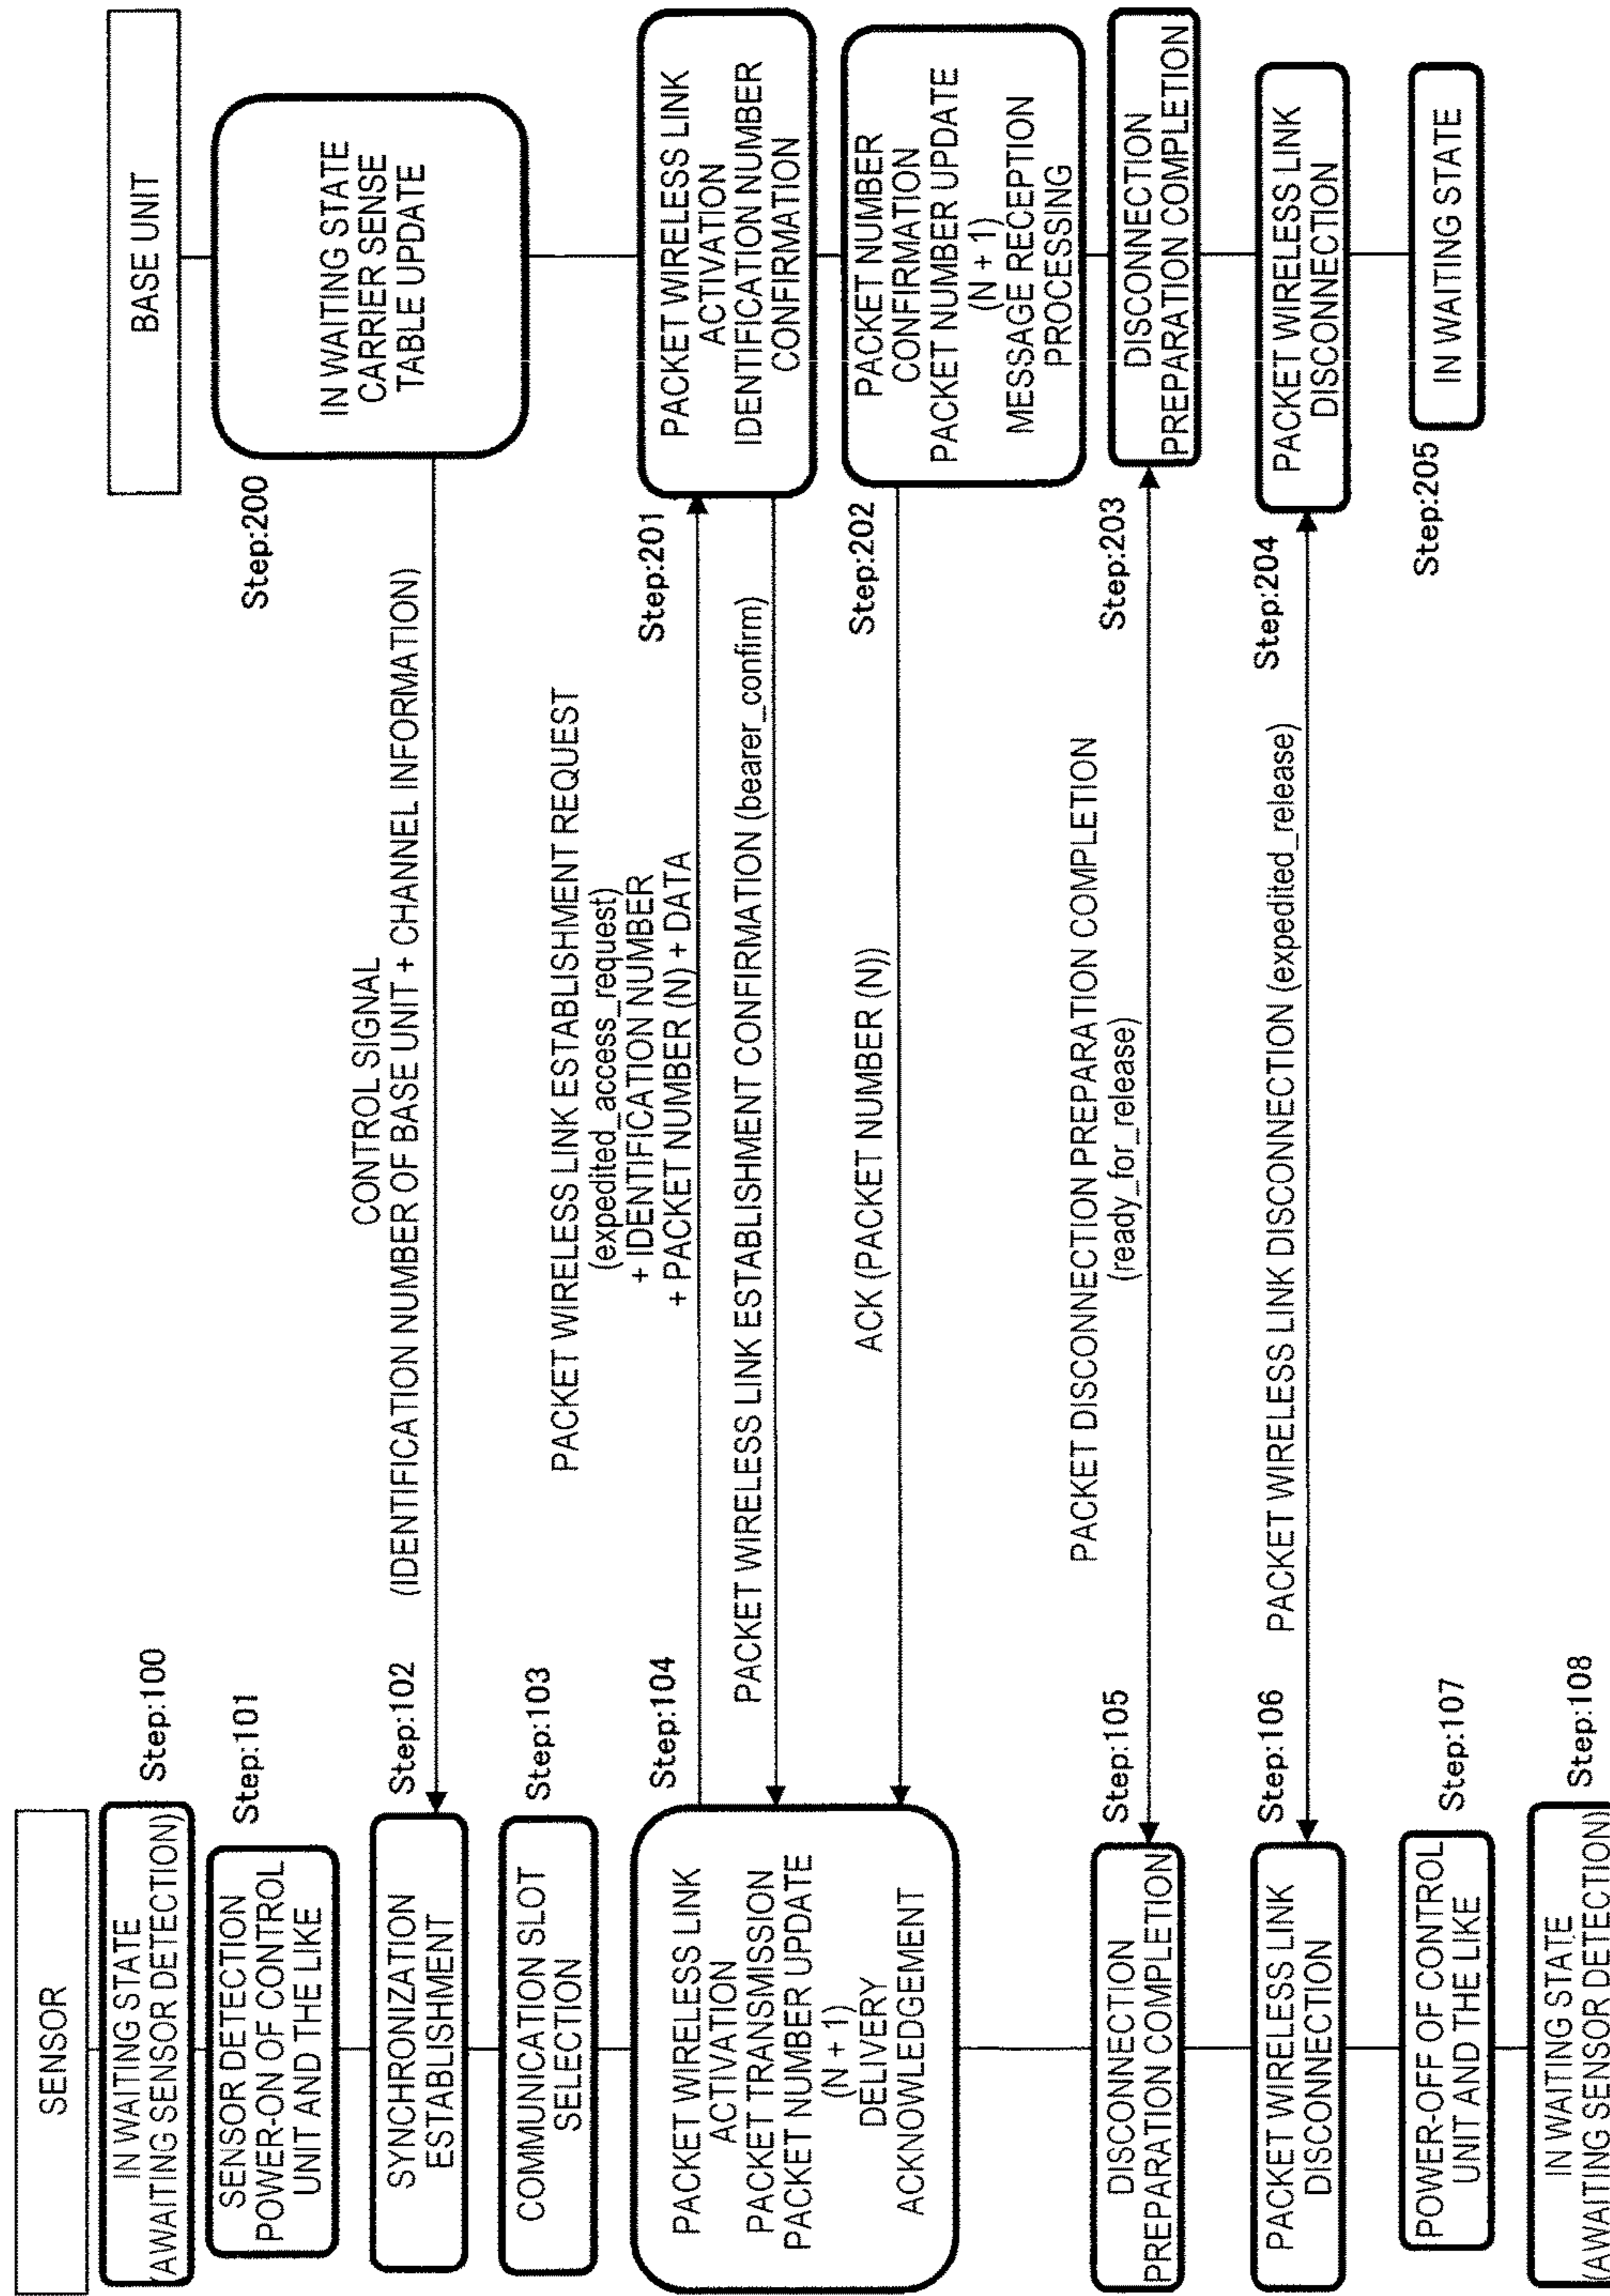 SENSOR
BASE UNIT
IN WAITING STATE
(AWAITING SENSOR DETECTION)
Step:100
SENSOR DETECTION
POWER-ON OF CONTROL
UNIT AND THE LIKE
Step:101
IN WAITING STATE
CARRIER SENSE
TABLE UPDATE
Step:200
CONTROL SIGNAL
(IDENTIFICATION NUMBER OF BASE UNIT + CHANNEL INFORMATION)
Step:102
SYNCHRONIZATION
ESTABLISHMENT
Step:103
COMMUNICATION SLOT
SELECTION
PACKET WIRELESS LINK ESTABLISHMENT REQUEST
(expedited_access_request)
+ IDENTIFICATION NUMBER
+ PACKET NUMBER (N) + DATA
Step:104
PACKET WIRELESS LINK
ACTIVATION
PACKET TRANSMISSION
PACKET NUMBER UPDATE
(N + 1)
DELIVERY
ACKNOWLEDGEMENT
Step:201
PACKET WIRELESS LINK
ACTIVATION
IDENTIFICATION NUMBER
CONFIRMATION
PACKET WIRELESS LINK ESTABLISHMENT CONFIRMATION (bearer_confirm)
Step:202
PACKET NUMBER
CONFIRMATION
PACKET NUMBER UPDATE
(N + 1)
MESSAGE RECEPTION
PROCESSING
ACK (PACKET NUMBER (N))
PACKET DISCONNECTION PREPARATION COMPLETION
(ready_for_release)
Step:105
DISCONNECTION
PREPARATION COMPLETION
Step:203
DISCONNECTION
PREPARATION COMPLETION
Step:106
PACKET WIRELESS LINK DISCONNECTION (expedited_release)
Step:204
PACKET WIRELESS LINK
DISCONNECTION
PACKET WIRELESS LINK
DISCONNECTION
Step:107
POWER-OFF OF CONTROL
UNIT AND THE LIKE
Step:205
IN WAITING STATE
Step:108
IN WAITING STATE
(AWAITING SENSOR DETECTION)